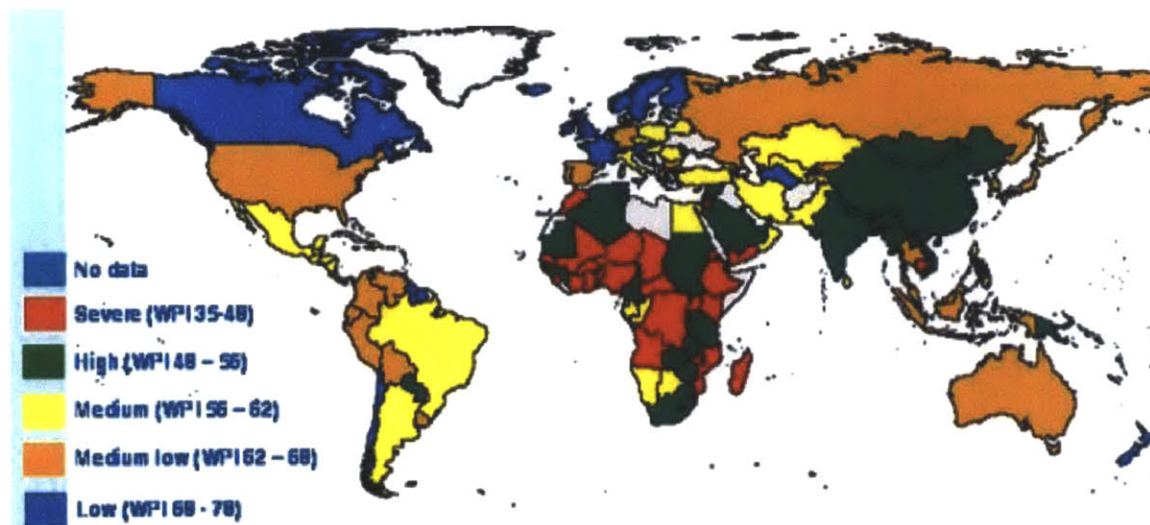 No data
Severe (WPI 35-48)
High (WPI 48 – 56)
Medium (WPI 56 – 62)
Medium low (WPI 62 – 68)
Low (WPI 68 - 78)